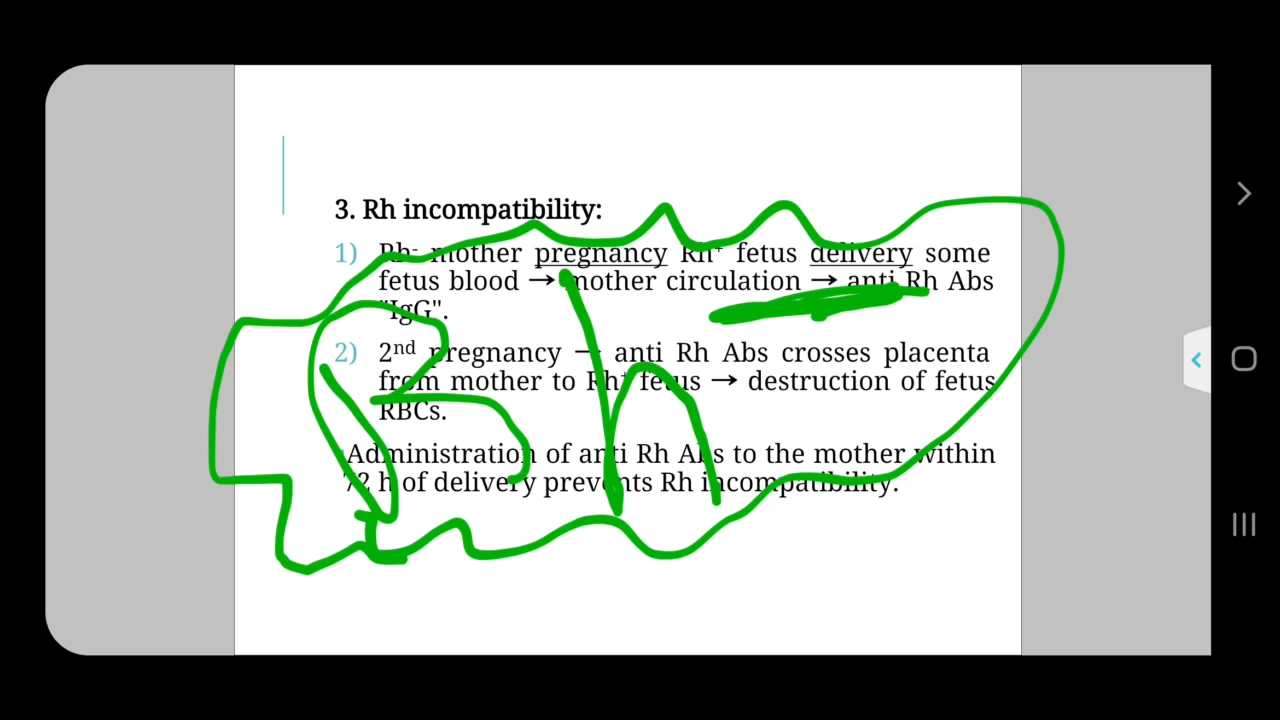 3. Rh incompatibility:
1) Rh⁻ mother pregnancy Rh⁺ fetus delivery some
fetus blood → mother circulation → anti Rh Abs
"IgG".
2) 2nd pregnancy → anti Rh Abs crosses placenta
from mother to Rh⁺ fetus → destruction of fetus
RBCs.
Administration of anti Rh Abs to the mother within
72 h of delivery prevents Rh incompatibility.
Rh